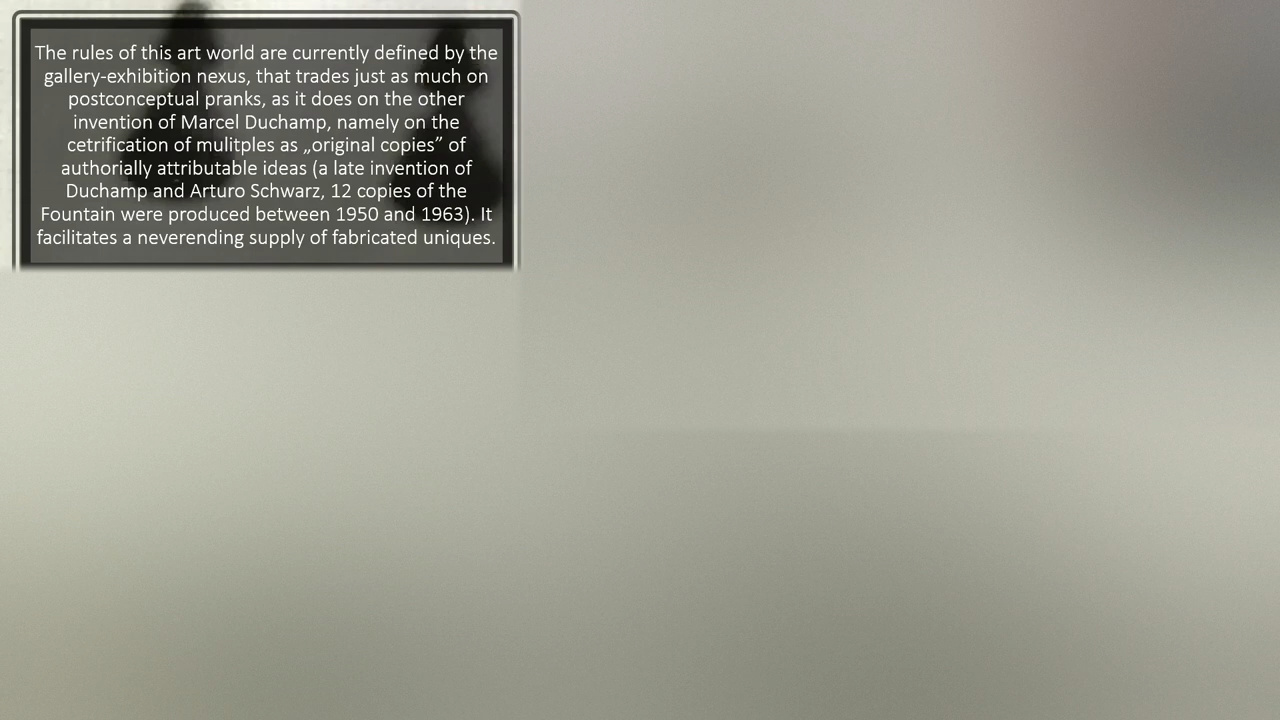 The rules of this art world are currently defined by the
gallery-exhibition nexus, that trades just as much on
postconceptual pranks, as it does on the other
invention of Marcel Duchamp, namely on the
cetrification of mulitples as „original copies” of
authorially attributable ideas (a late invention of
Duchamp and Arturo Schwarz, 12 copies of the
Fountain were produced between 1950 and 1963). It
facilitates a neverending supply of fabricated uniques.